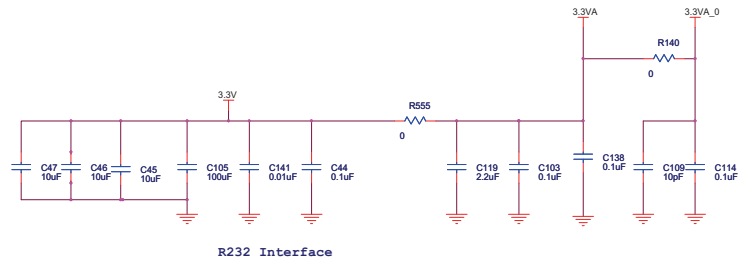 3.3VA
3.3VA_0
R140
0
3.3V
R555
0
C47
10uF
C46
10uF
C45
10uF
C105
100uF
C141
0.01uF
C44
0.1uF
C119
2.2uF
C103
0.1uF
C138
0.1uF
C109
10pF
C114
0.1uF
R232 Interface